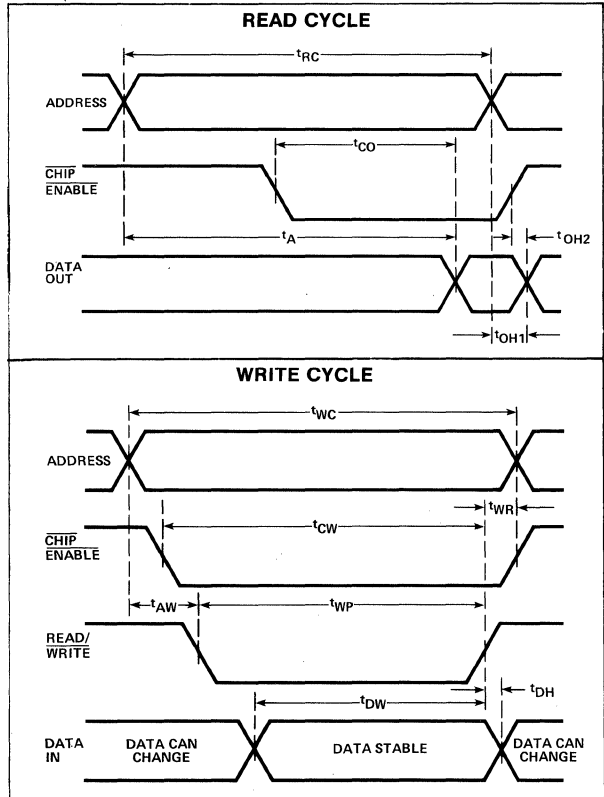 READ CYCLE
tRC
ADDRESS
tCO
CHIP
ENABLE
tA
tOH2
DATA
OUT
tOH1
WRITE CYCLE
tWC
ADDRESS
tWR
tCW
CHIP
ENABLE
tAW
tWP
READ/
WRITE
tDW
tDH
DATA
IN
DATA CAN
CHANGE
DATA STABLE
DATA CAN
CHANGE